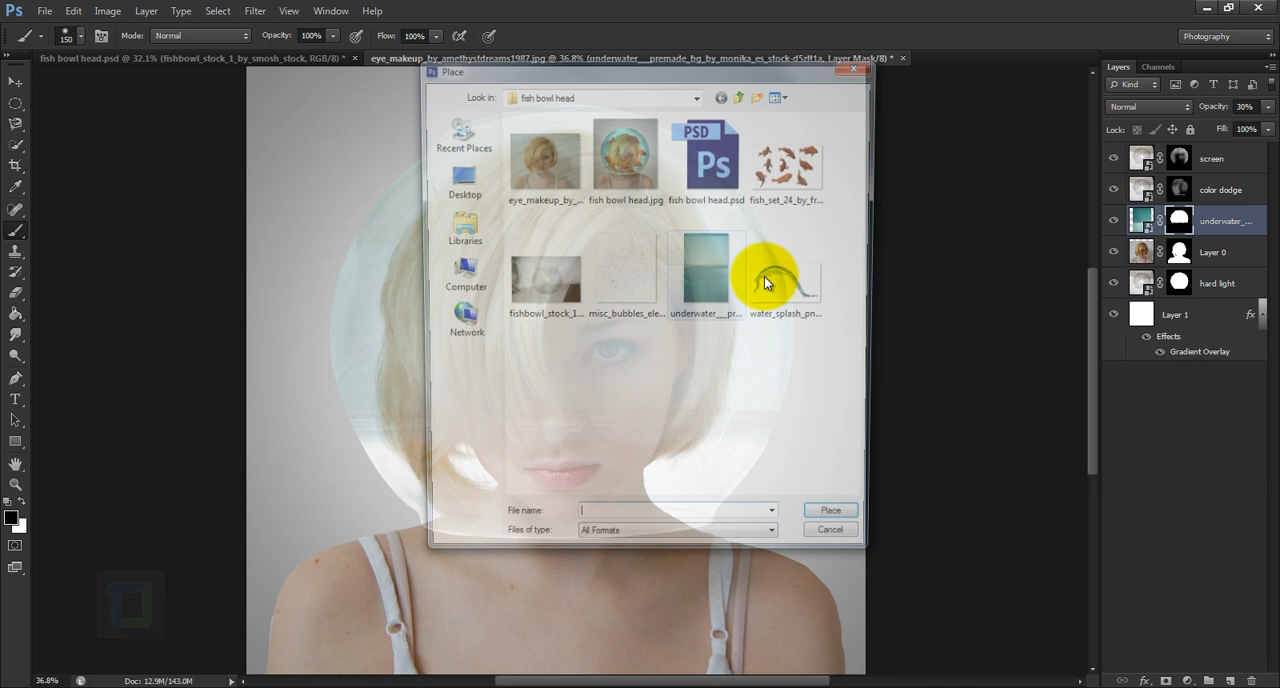 Ps File Edit Image Layer Type Select Filter View Window Help
150 Mode: Normal Opacity: 100% Flow: 100% Photography
fish bowl head.psd @ 32.1% (fishbowl_stock_1_by_smosh_stock, RGB/8) * × eye_makeup_by_amethystdreams1987.jpg @ 36.8% (underwater___premade_bg_by_monika_es_stock-d5zlt1a, Layer Mask/8) * ×
Layers Channels
Kind
Normal Opacity: 30%
Lock: Fill: 100%
screen
color dodge
underwater_...
Layer 0
hard light
Layer 1 fx
Effects
Gradient Overlay
Ps Place
Look in: fish bowl head
Recent Places
Desktop
Libraries
Computer
Network
PSD
Ps
eye_makeup_by_... fish bowl head.jpg fish bowl head.psd fish_set_24_by_fr...
fishbowl_stock_1... misc_bubbles_ele... underwater___pr... water_splash_pn...
File name: Place
Files of type: All Formats Cancel
36.8% Doc: 12.9M/143.0M
fx